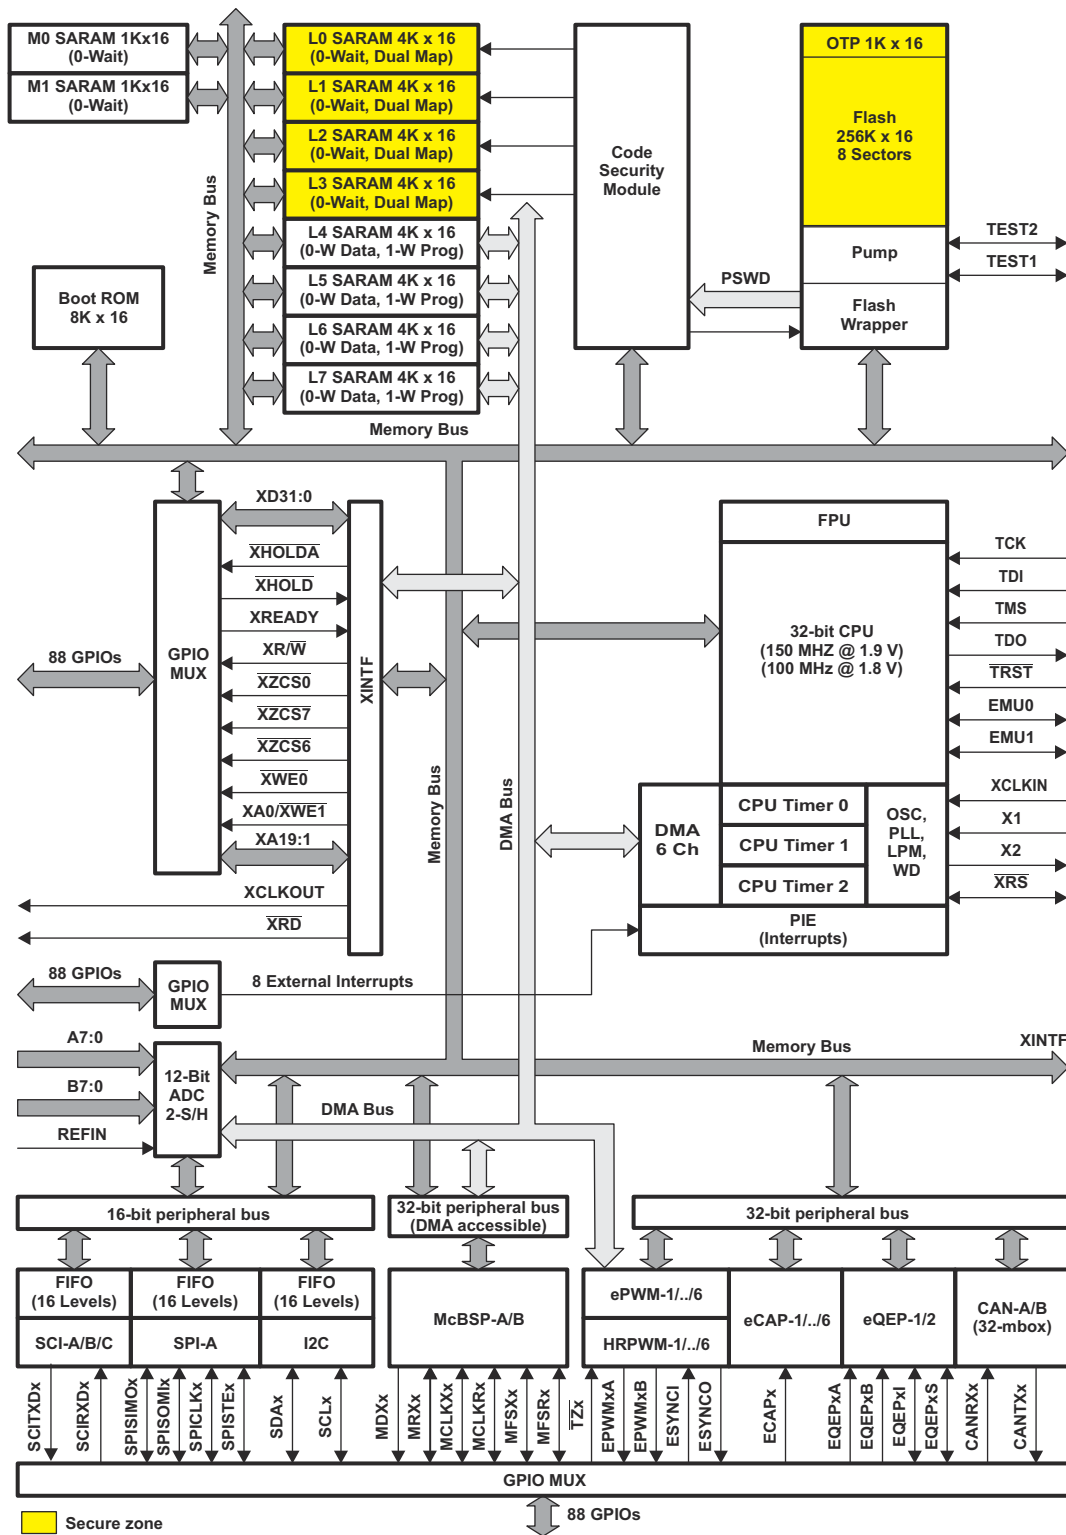 M0 SARAM 1Kx16
(0-Wait)
M1 SARAM 1Kx16
(0-Wait)
L0 SARAM 4K x 16
(0-Wait, Dual Map)
L1 SARAM 4K x 16
(0-Wait, Dual Map)
L2 SARAM 4K x 16
(0-Wait, Dual Map)
L3 SARAM 4K x 16
(0-Wait, Dual Map)
L4 SARAM 4K x 16
(0-W Data, 1-W Prog)
L5 SARAM 4K x 16
(0-W Data, 1-W Prog)
L6 SARAM 4K x 16
(0-W Data, 1-W Prog)
L7 SARAM 4K x 16
(0-W Data, 1-W Prog)
Memory Bus
Boot ROM
8K x 16
Code
Security
Module
OTP 1K x 16
Flash
256K x 16
8 Sectors
Pump
Flash
Wrapper
PSWD
TEST2
TEST1
Memory Bus
XD31:0
XHOLDA
XHOLD
XREADY
XR/W
XZCS0
XZCS7
XZCS6
XWE0
XA0/XWE1
XA19:1
XCLKOUT
XRD
88 GPIOs
GPIO
MUX
XINTF
Memory Bus
DMA Bus
FPU
32-bit CPU
(150 MHZ @ 1.9 V)
(100 MHz @ 1.8 V)
TCK
TDI
TMS
TDO
TRST
EMU0
EMU1
XCLKIN
X1
X2
XRS
DMA
6 Ch
CPU Timer 0
CPU Timer 1
CPU Timer 2
OSC,
PLL,
LPM,
WD
PIE
(Interrupts)
88 GPIOs
GPIO
MUX
8 External Interrupts
A7:0
B7:0
REFIN
12-Bit
ADC
2-S/H
Memory Bus
XINTF
DMA Bus
16-bit peripheral bus
32-bit peripheral bus
(DMA accessible)
32-bit peripheral bus
FIFO
(16 Levels)
FIFO
(16 Levels)
FIFO
(16 Levels)
SCI-A/B/C
SPI-A
I2C
McBSP-A/B
ePWM-1/../6
HRPWM-1/../6
eCAP-1/../6
eQEP-1/2
CAN-A/B
(32-mbox)
SCITXDx
SCIRXDx
SPISIMOx
SPISOMIx
SPICLKx
SPISTEx
SDAx
SCLx
MDXx
MRXx
MCLKXx
MCLKRx
MFSXx
MFSRx
TZx
EPWMxA
EPWMxB
ESYNCI
ESYNCO
ECAPx
EQEPxA
EQEPxB
EQEPxI
EQEPxS
CANRXx
CANTXx
GPIO MUX
88 GPIOs
Secure zone